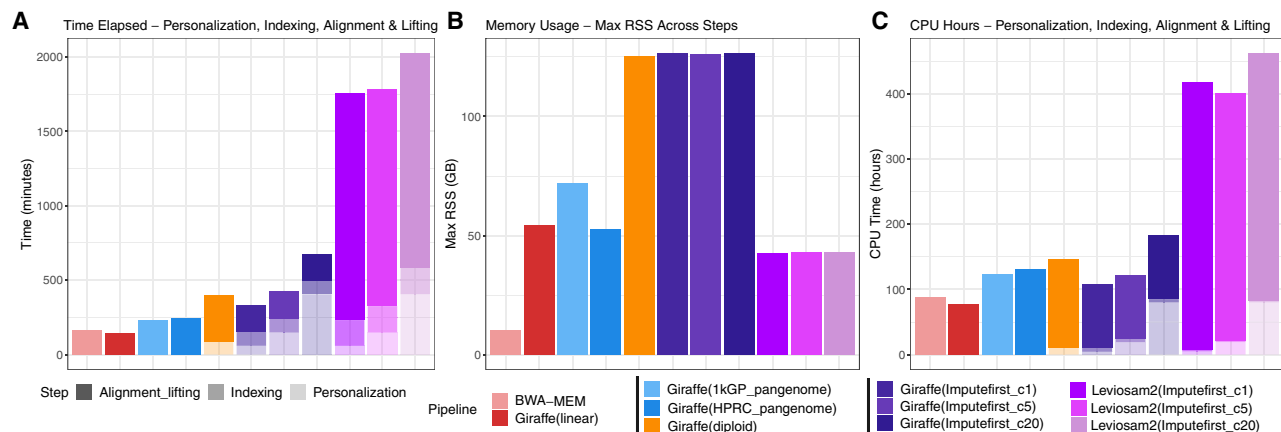 A
Time Elapsed – Personalization, Indexing, Alignment & Lifting
2000
1500
1000
500
0
Time (minutes)
B
Memory Usage – Max RSS Across Steps
100
50
0
Max RSS (GB)
C
CPU Hours – Personalization, Indexing, Alignment & Lifting
400
300
200
100
0
CPU Time (hours)
Step
Alignment_lifting
Indexing
Personalization
Pipeline
BWA–MEM
Giraffe(linear)
Giraffe(1kGP_pangenome)
Giraffe(HPRC_pangenome)
Giraffe(diploid)
Giraffe(Imputefirst_c1)
Giraffe(Imputefirst_c5)
Giraffe(Imputefirst_c20)
Leviosam2(Imputefirst_c1)
Leviosam2(Imputefirst_c5)
Leviosam2(Imputefirst_c20)